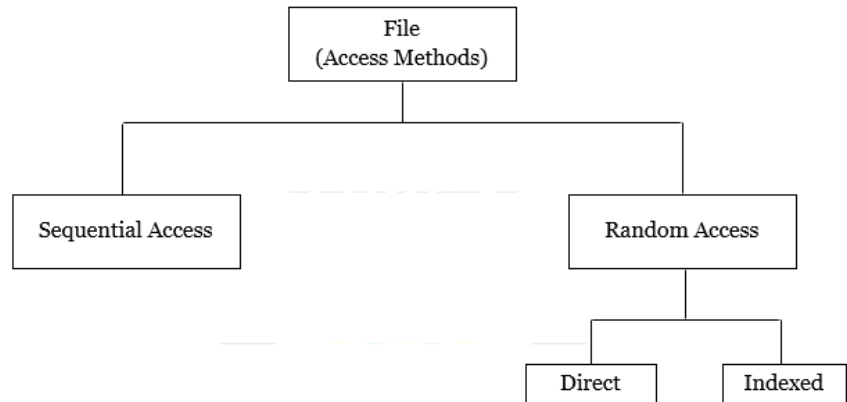 File
(Access Methods)
Sequential Access
Random Access
Direct
Indexed